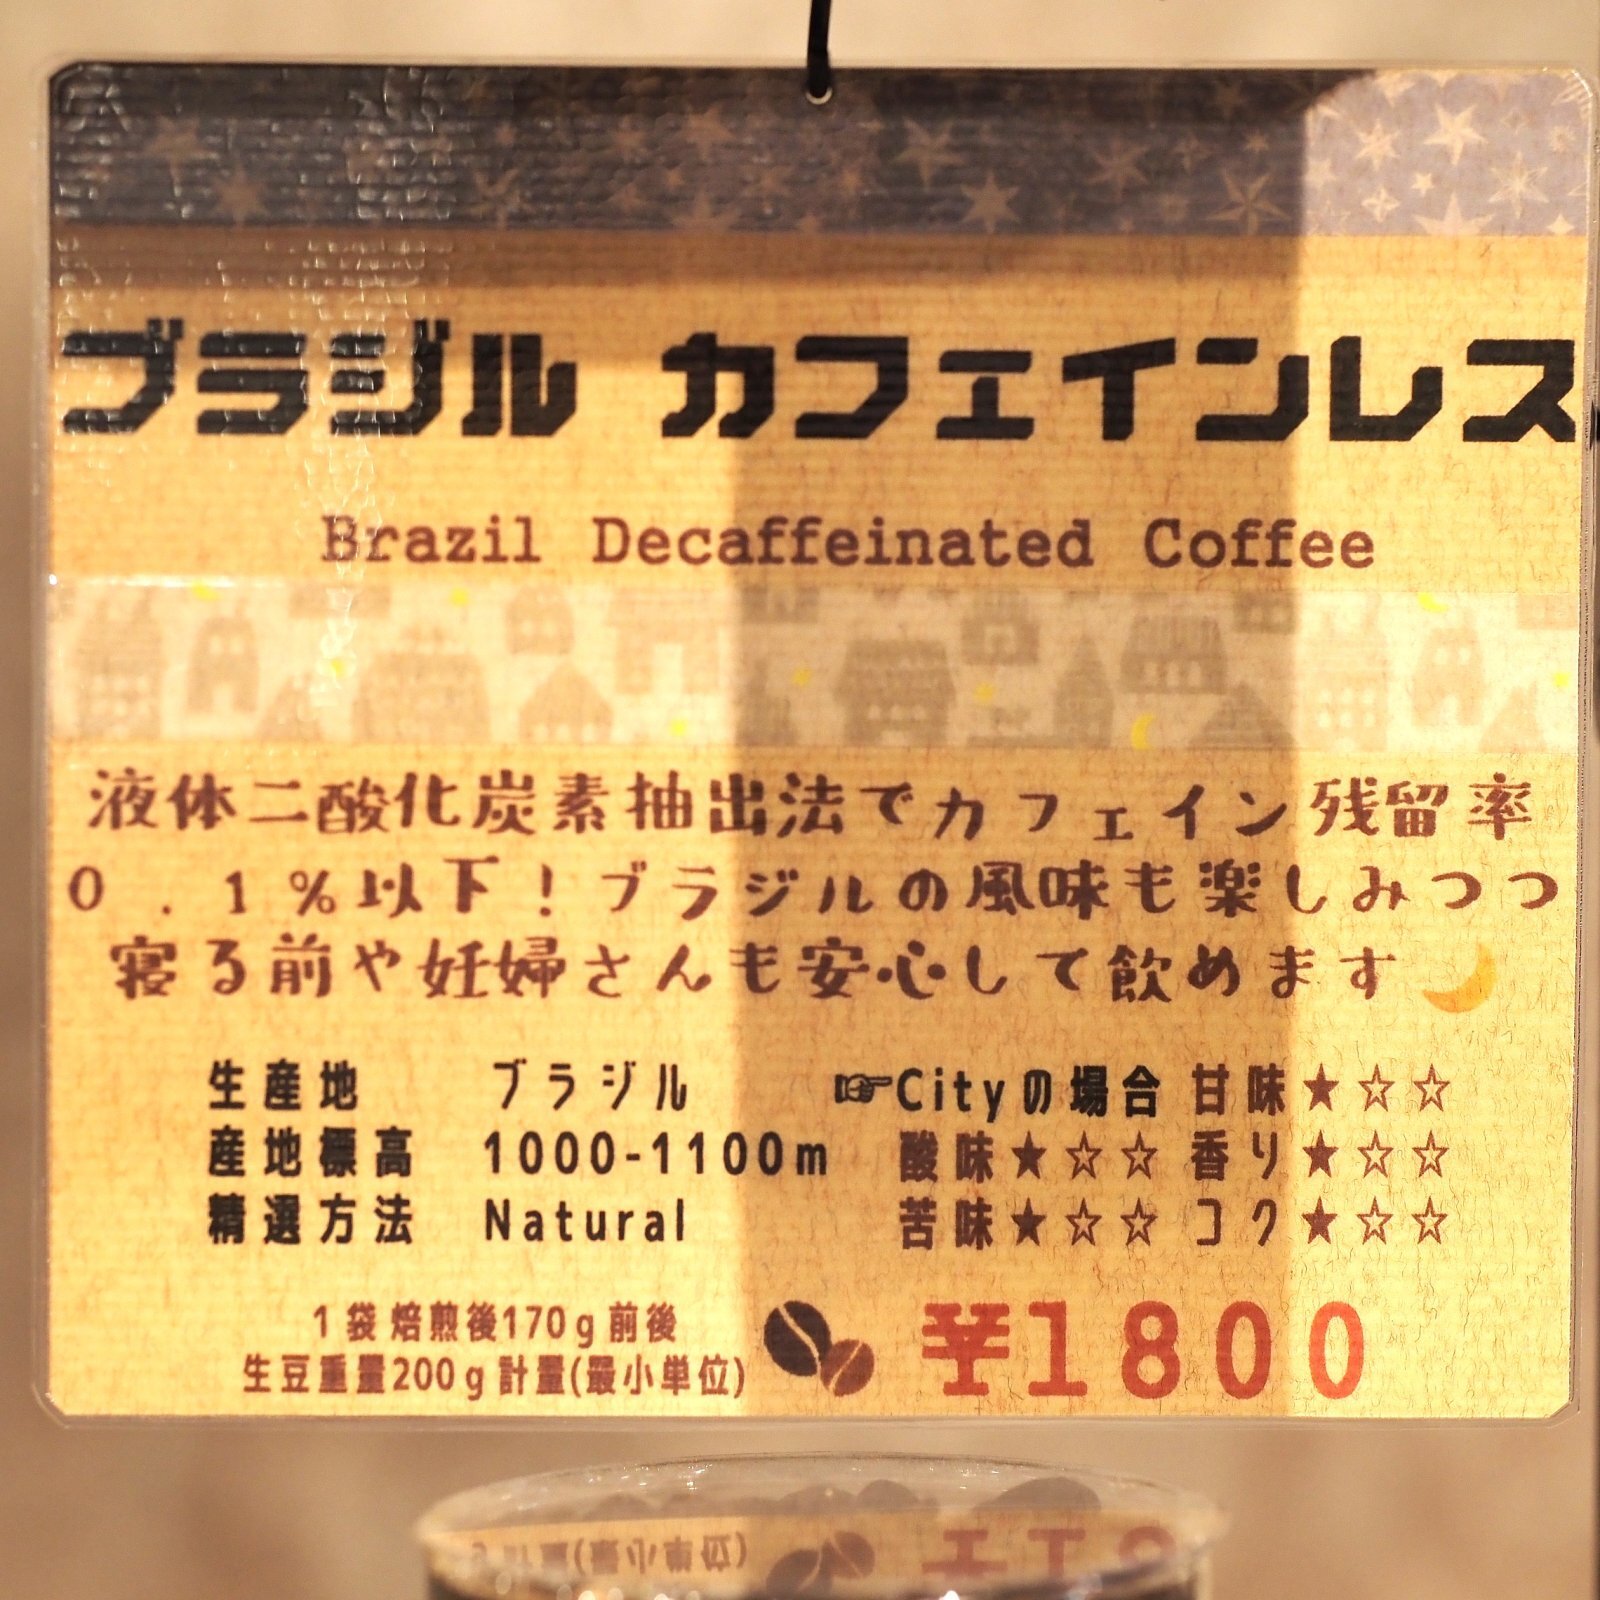 ブラジル カフェインレス
Brazil Decaffeinated Coffee
液体二酸化炭素抽出法でカフェイン残留率
0.1%以下!ブラジルの風味も楽しみつつ
寝る前や妊婦さんも安心して飲めます🌙
生産地 ブラジル ☞Cityの場合 甘味★☆☆
産地標高 1000-1100m 酸味★☆☆ 香り★☆☆
精選方法 Natural 苦味★☆☆ コク★☆☆
1袋 焙煎後170g前後
生豆重量200g計量(最小単位)
¥1800